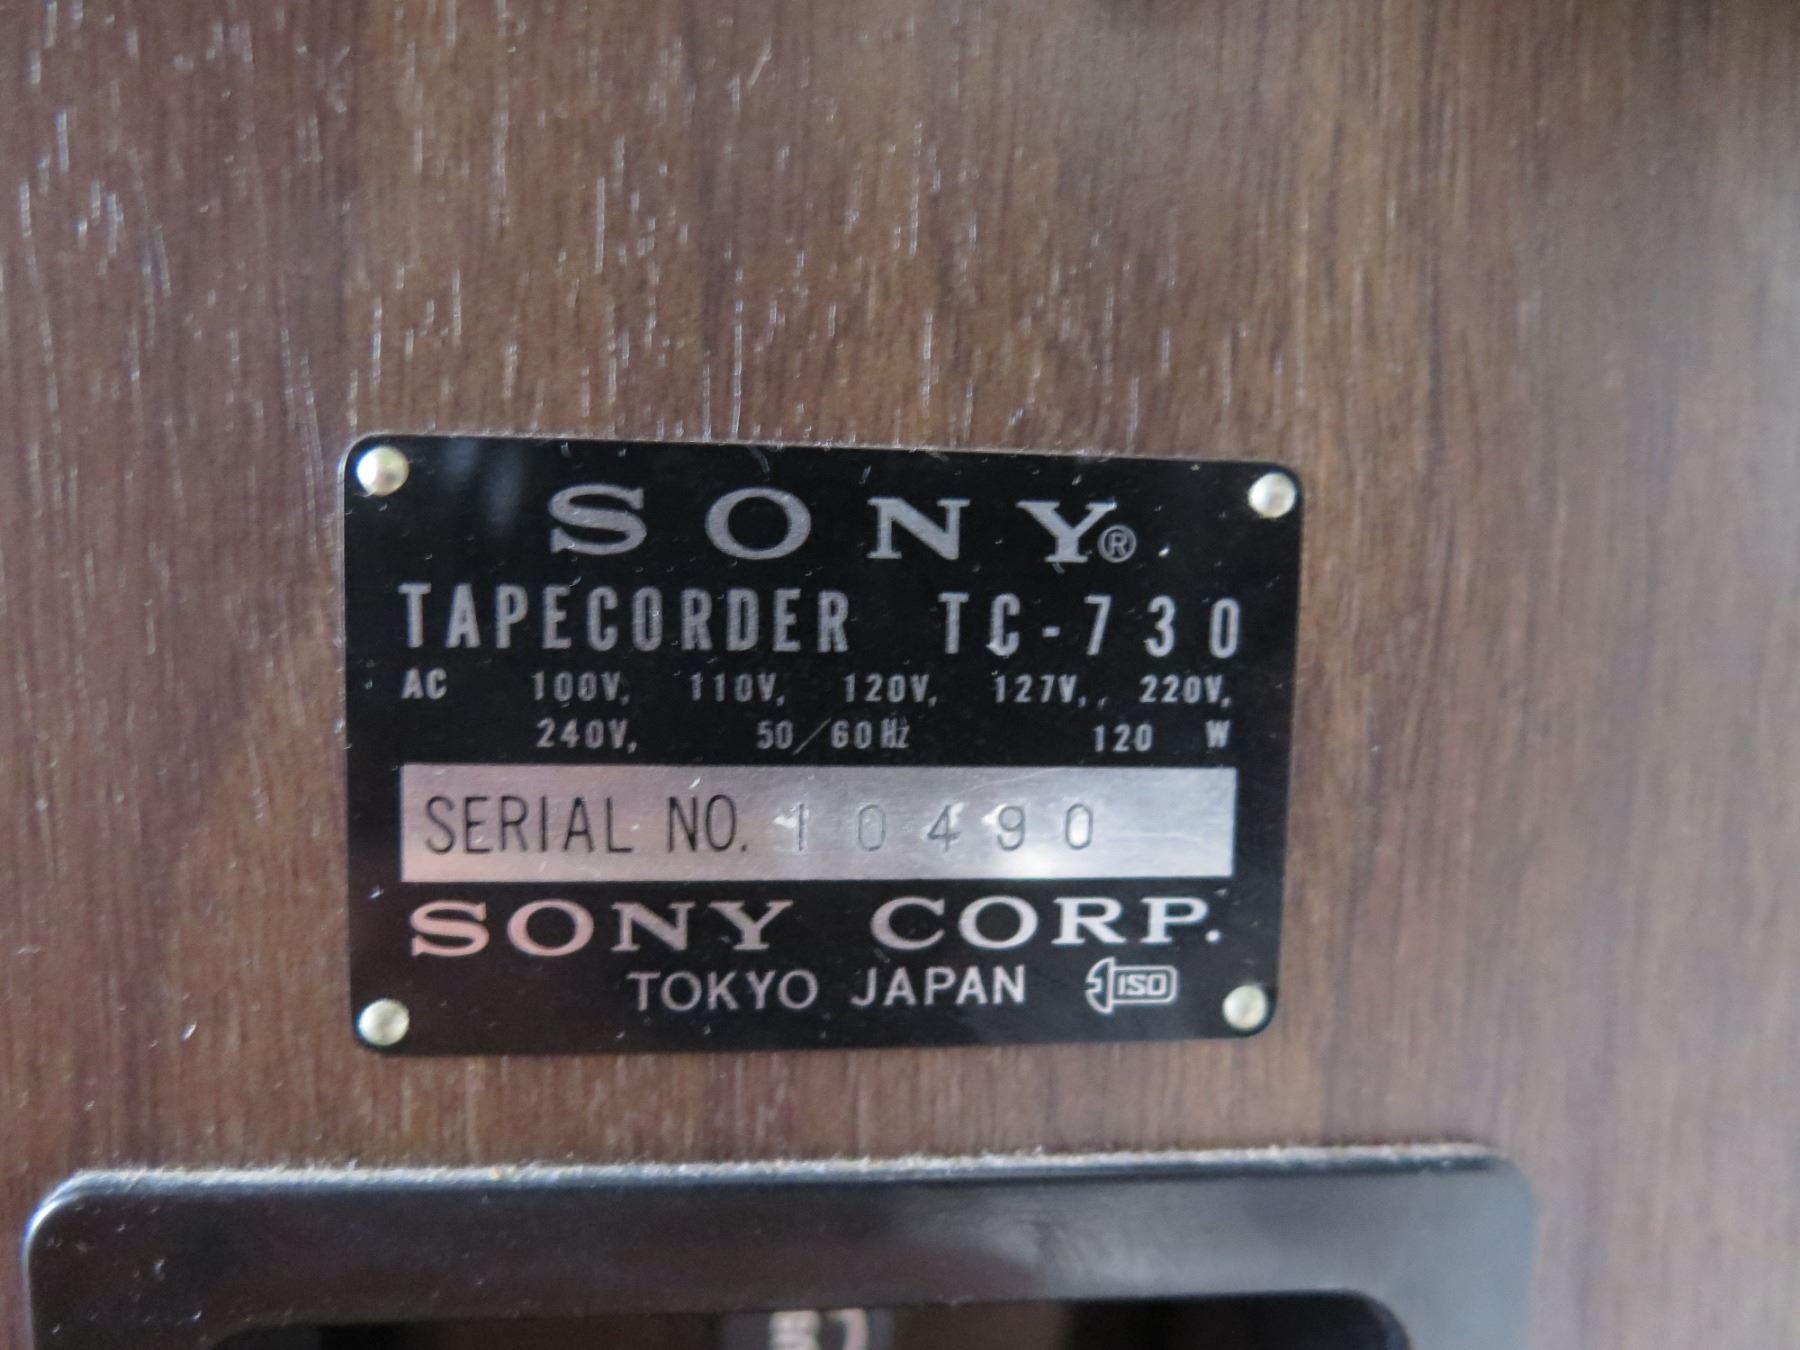 SONY®
TAPECORDER TC-730
AC 100V, 110V, 120V, 127V, 220V,
240V, 50/60Hz 120 W
SERIAL NO. 10490
SONY CORP.
TOKYO JAPAN ISO